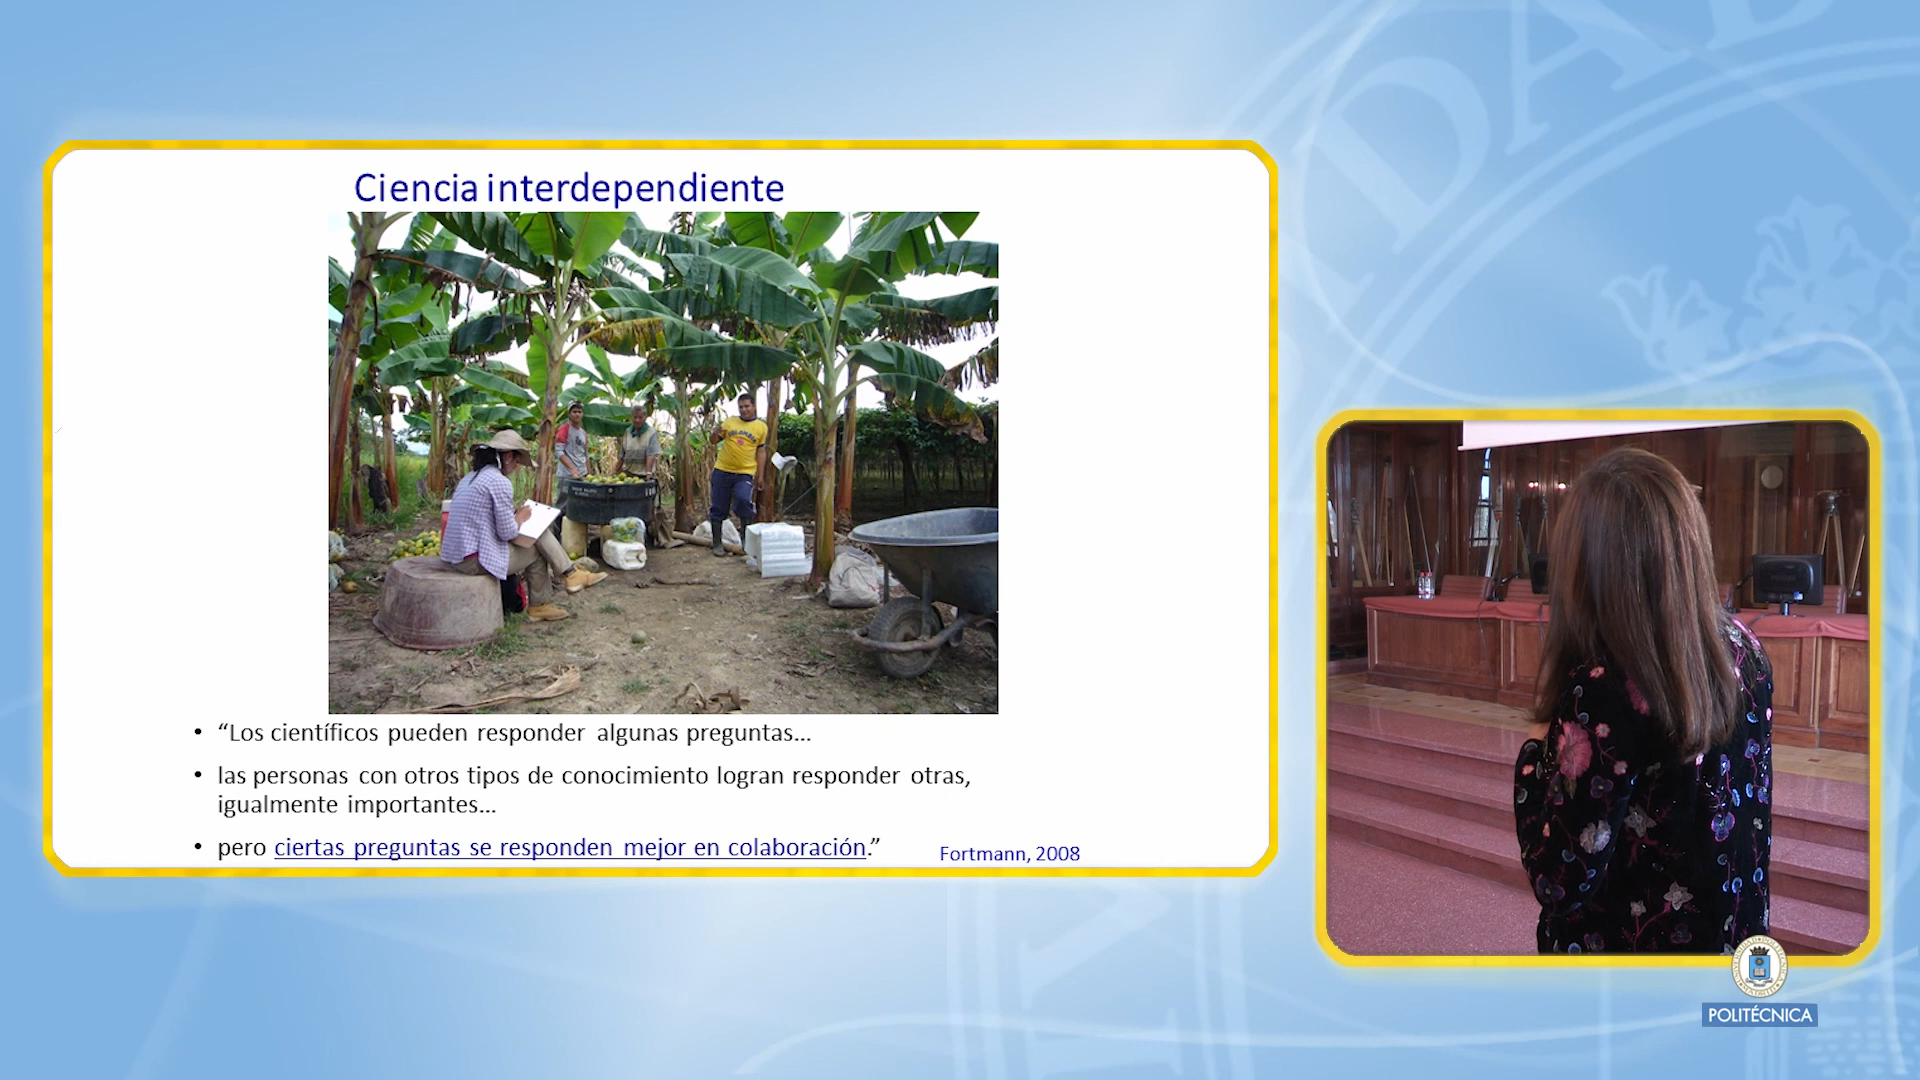 Ciencia interdependiente
COLOMBIA
• “Los científicos pueden responder algunas preguntas...
• las personas con otros tipos de conocimiento logran responder otras,
igualmente importantes...
• pero ciertas preguntas se responden mejor en colaboración.”
Fortmann, 2008
POLITÉCNICA